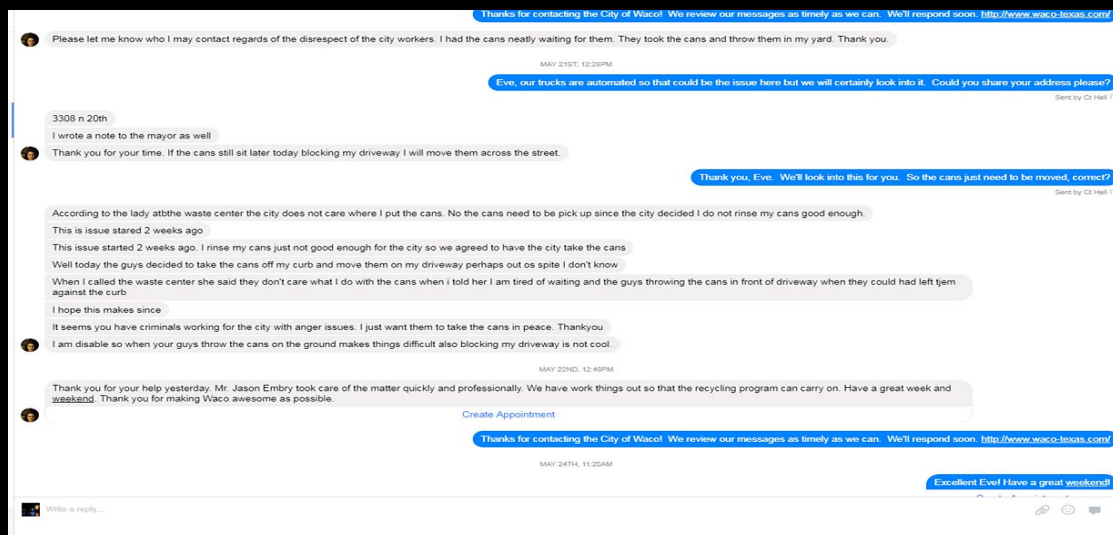 Thanks for contacting the City of Waco! We review our messages as timely as we can. We'll respond soon. http://www.waco-texas.com/
Please let me know who I may contact regards of the disrespect of the city workers. I had the cans neatly waiting for them. They took the cans and throw them in my yard. Thank you.
MAY 21ST, 12:28PM
Eve, our trucks are automated so that could be the issue here but we will certainly look into it. Could you share your address please?
Sent by Ct Hall
3308 n 20th
I wrote a note to the mayor as well
Thank you for your time. If the cans still sit later today blocking my driveway I will move them across the street.
Thank you, Eve. We'll look into this for you. So the cans just need to be moved, correct?
Sent by Ct Hall
According to the lady atbthe waste center the city does not care where I put the cans. No the cans need to be pick up since the city decided I do not rinse my cans good enough.
This is issue stared 2 weeks ago
This issue started 2 weeks ago. I rinse my cans just not good enough for the city so we agreed to have the city take the cans
Well today the guys decided to take the cans off my curb and move them on my driveway perhaps out os spite I don't know
When I called the waste center she said they don't care what I do with the cans when i told her I am tired of waiting and the guys throwing the cans in front of driveway when they could had left tjem
against the curb
I hope this makes since
It seems you have criminals working for the city with anger issues. I just want them to take the cans in peace. Thankyou
I am disable so when your guys throw the cans on the ground makes things difficult also blocking my driveway is not cool.
MAY 22ND, 12:48PM
Thank you for your help yesterday. Mr. Jason Embry took care of the matter quickly and professionally. We have work things out so that the recycling program can carry on. Have a great week and
weekend. Thank you for making Waco awesome as possible.
Create Appointment
Thanks for contacting the City of Waco! We review our messages as timely as we can. We'll respond soon. http://www.waco-texas.com/
MAY 24TH, 11:20AM
Excellent Eve! Have a great weekend!
Write a reply...